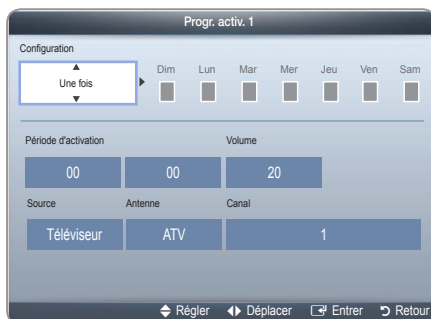 Progr. activ. 1
Configuration
Une fois
Dim Lun Mar Mer Jeu Ven Sam
Période d'activation Volume
00 00 20
Source Antenne Canal
Téléviseur ATV 1
Régler Déplacer Entrer Retour